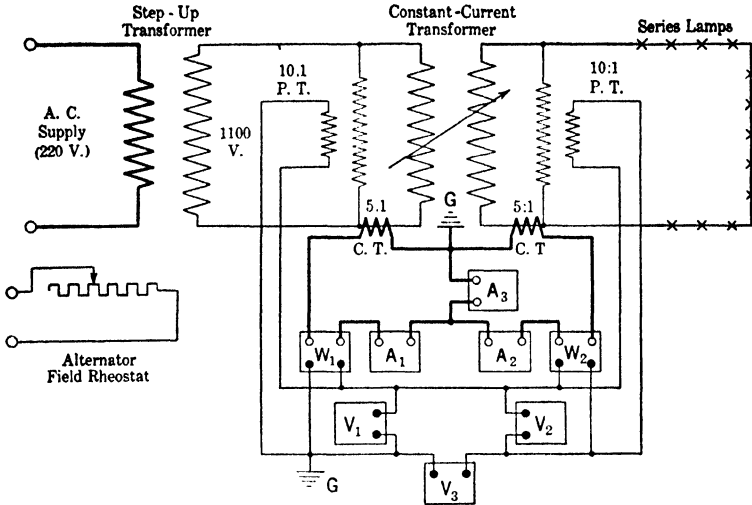 Step-Up
Transformer
Constant-Current
Transformer
Series Lamps
A. C.
Supply
(220 V.)
1100
V.
10.1
P. T.
10:1
P. T.
5.1
C. T.
G
5:1
C. T
A3
W1
A1
A2
W2
Alternator
Field Rheostat
V1
V2
V3
G